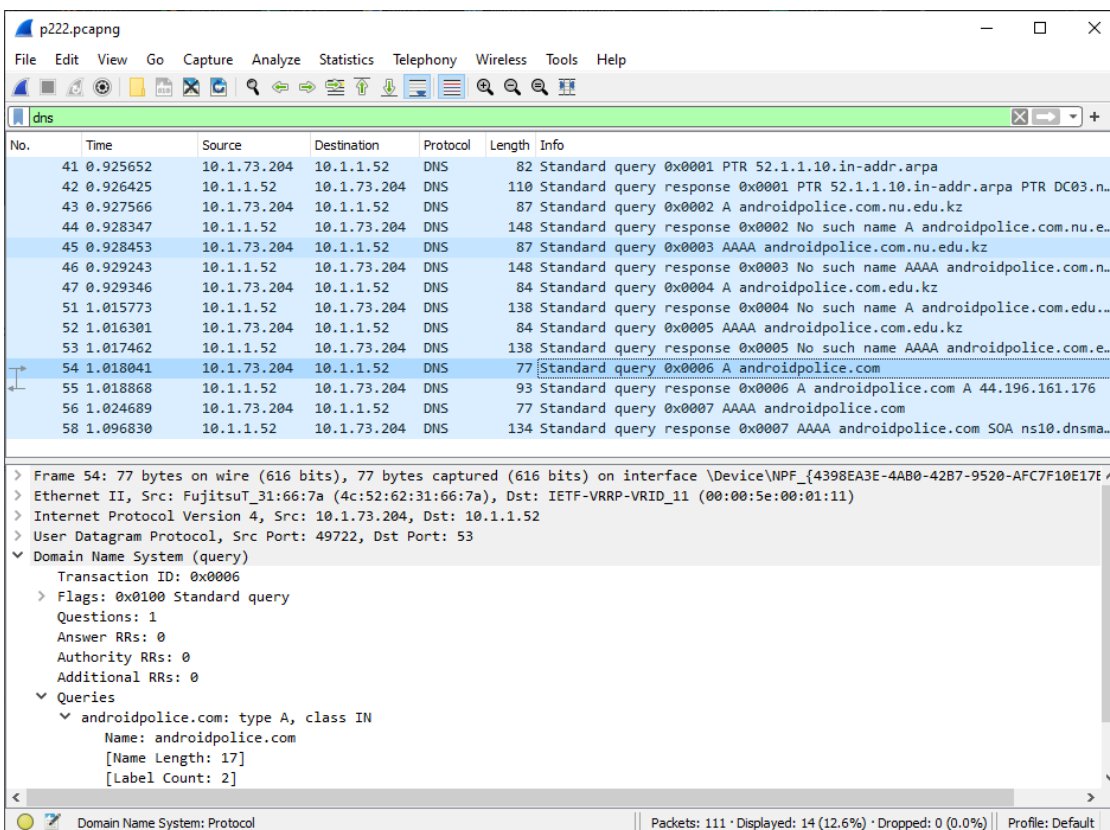 p222.pcapng
File Edit View Go Capture Analyze Statistics Telephony Wireless Tools Help
dns
No. Time Source Destination Protocol Length Info
41 0.925652 10.1.73.204 10.1.1.52 DNS 82 Standard query 0x0001 PTR 52.1.1.10.in-addr.arpa
42 0.926425 10.1.1.52 10.1.73.204 DNS 110 Standard query response 0x0001 PTR 52.1.1.10.in-addr.arpa PTR DC03.n…
43 0.927566 10.1.73.204 10.1.1.52 DNS 87 Standard query 0x0002 A androidpolice.com.nu.edu.kz
44 0.928347 10.1.1.52 10.1.73.204 DNS 148 Standard query response 0x0002 No such name A androidpolice.com.nu.e…
45 0.928453 10.1.73.204 10.1.1.52 DNS 87 Standard query 0x0003 AAAA androidpolice.com.nu.edu.kz
46 0.929243 10.1.1.52 10.1.73.204 DNS 148 Standard query response 0x0003 No such name AAAA androidpolice.com.n…
47 0.929346 10.1.73.204 10.1.1.52 DNS 84 Standard query 0x0004 A androidpolice.com.edu.kz
51 1.015773 10.1.1.52 10.1.73.204 DNS 138 Standard query response 0x0004 No such name A androidpolice.com.edu.…
52 1.016301 10.1.73.204 10.1.1.52 DNS 84 Standard query 0x0005 AAAA androidpolice.com.edu.kz
53 1.017462 10.1.1.52 10.1.73.204 DNS 138 Standard query response 0x0005 No such name AAAA androidpolice.com.e…
54 1.018041 10.1.73.204 10.1.1.52 DNS 77 Standard query 0x0006 A androidpolice.com
55 1.018868 10.1.1.52 10.1.73.204 DNS 93 Standard query response 0x0006 A androidpolice.com A 44.196.161.176
56 1.024689 10.1.73.204 10.1.1.52 DNS 77 Standard query 0x0007 AAAA androidpolice.com
58 1.096830 10.1.1.52 10.1.73.204 DNS 134 Standard query response 0x0007 AAAA androidpolice.com SOA ns10.dnsma…
Frame 54: 77 bytes on wire (616 bits), 77 bytes captured (616 bits) on interface \Device\NPF_{4398EA3E-4AB0-42B7-9520-AFC7F10E17E
Ethernet II, Src: FujitsuT_31:66:7a (4c:52:62:31:66:7a), Dst: IETF-VRRP-VRID_11 (00:00:5e:00:01:11)
Internet Protocol Version 4, Src: 10.1.73.204, Dst: 10.1.1.52
User Datagram Protocol, Src Port: 49722, Dst Port: 53
Domain Name System (query)
Transaction ID: 0x0006
Flags: 0x0100 Standard query
Questions: 1
Answer RRs: 0
Authority RRs: 0
Additional RRs: 0
Queries
androidpolice.com: type A, class IN
Name: androidpolice.com
[Name Length: 17]
[Label Count: 2]
Domain Name System: Protocol
Packets: 111 · Displayed: 14 (12.6%) · Dropped: 0 (0.0%)
Profile: Default